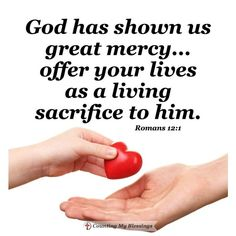 God has shown us
great mercy...
offer your lives
as a living
sacrifice to him.
Romans 12:1
Counting My Blessings